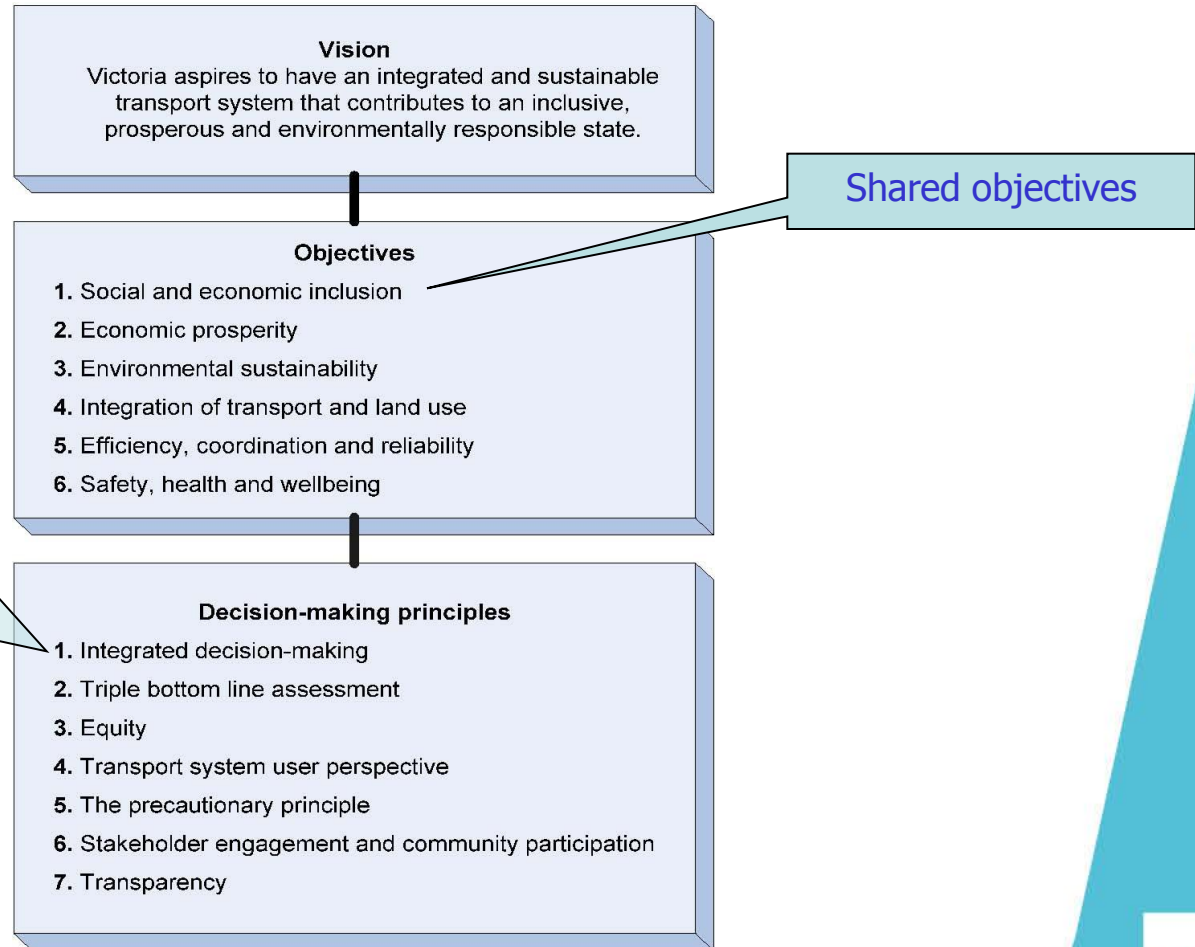 Vision
Victoria aspires to have an integrated and sustainable
transport system that contributes to an inclusive,
prosperous and environmentally responsible state.
Shared objectives
Objectives
1. Social and economic inclusion
2. Economic prosperity
3. Environmental sustainability
4. Integration of transport and land use
5. Efficiency, coordination and reliability
6. Safety, health and wellbeing
Decision-making principles
1. Integrated decision-making
2. Triple bottom line assessment
3. Equity
4. Transport system user perspective
5. The precautionary principle
6. Stakeholder engagement and community participation
7. Transparency